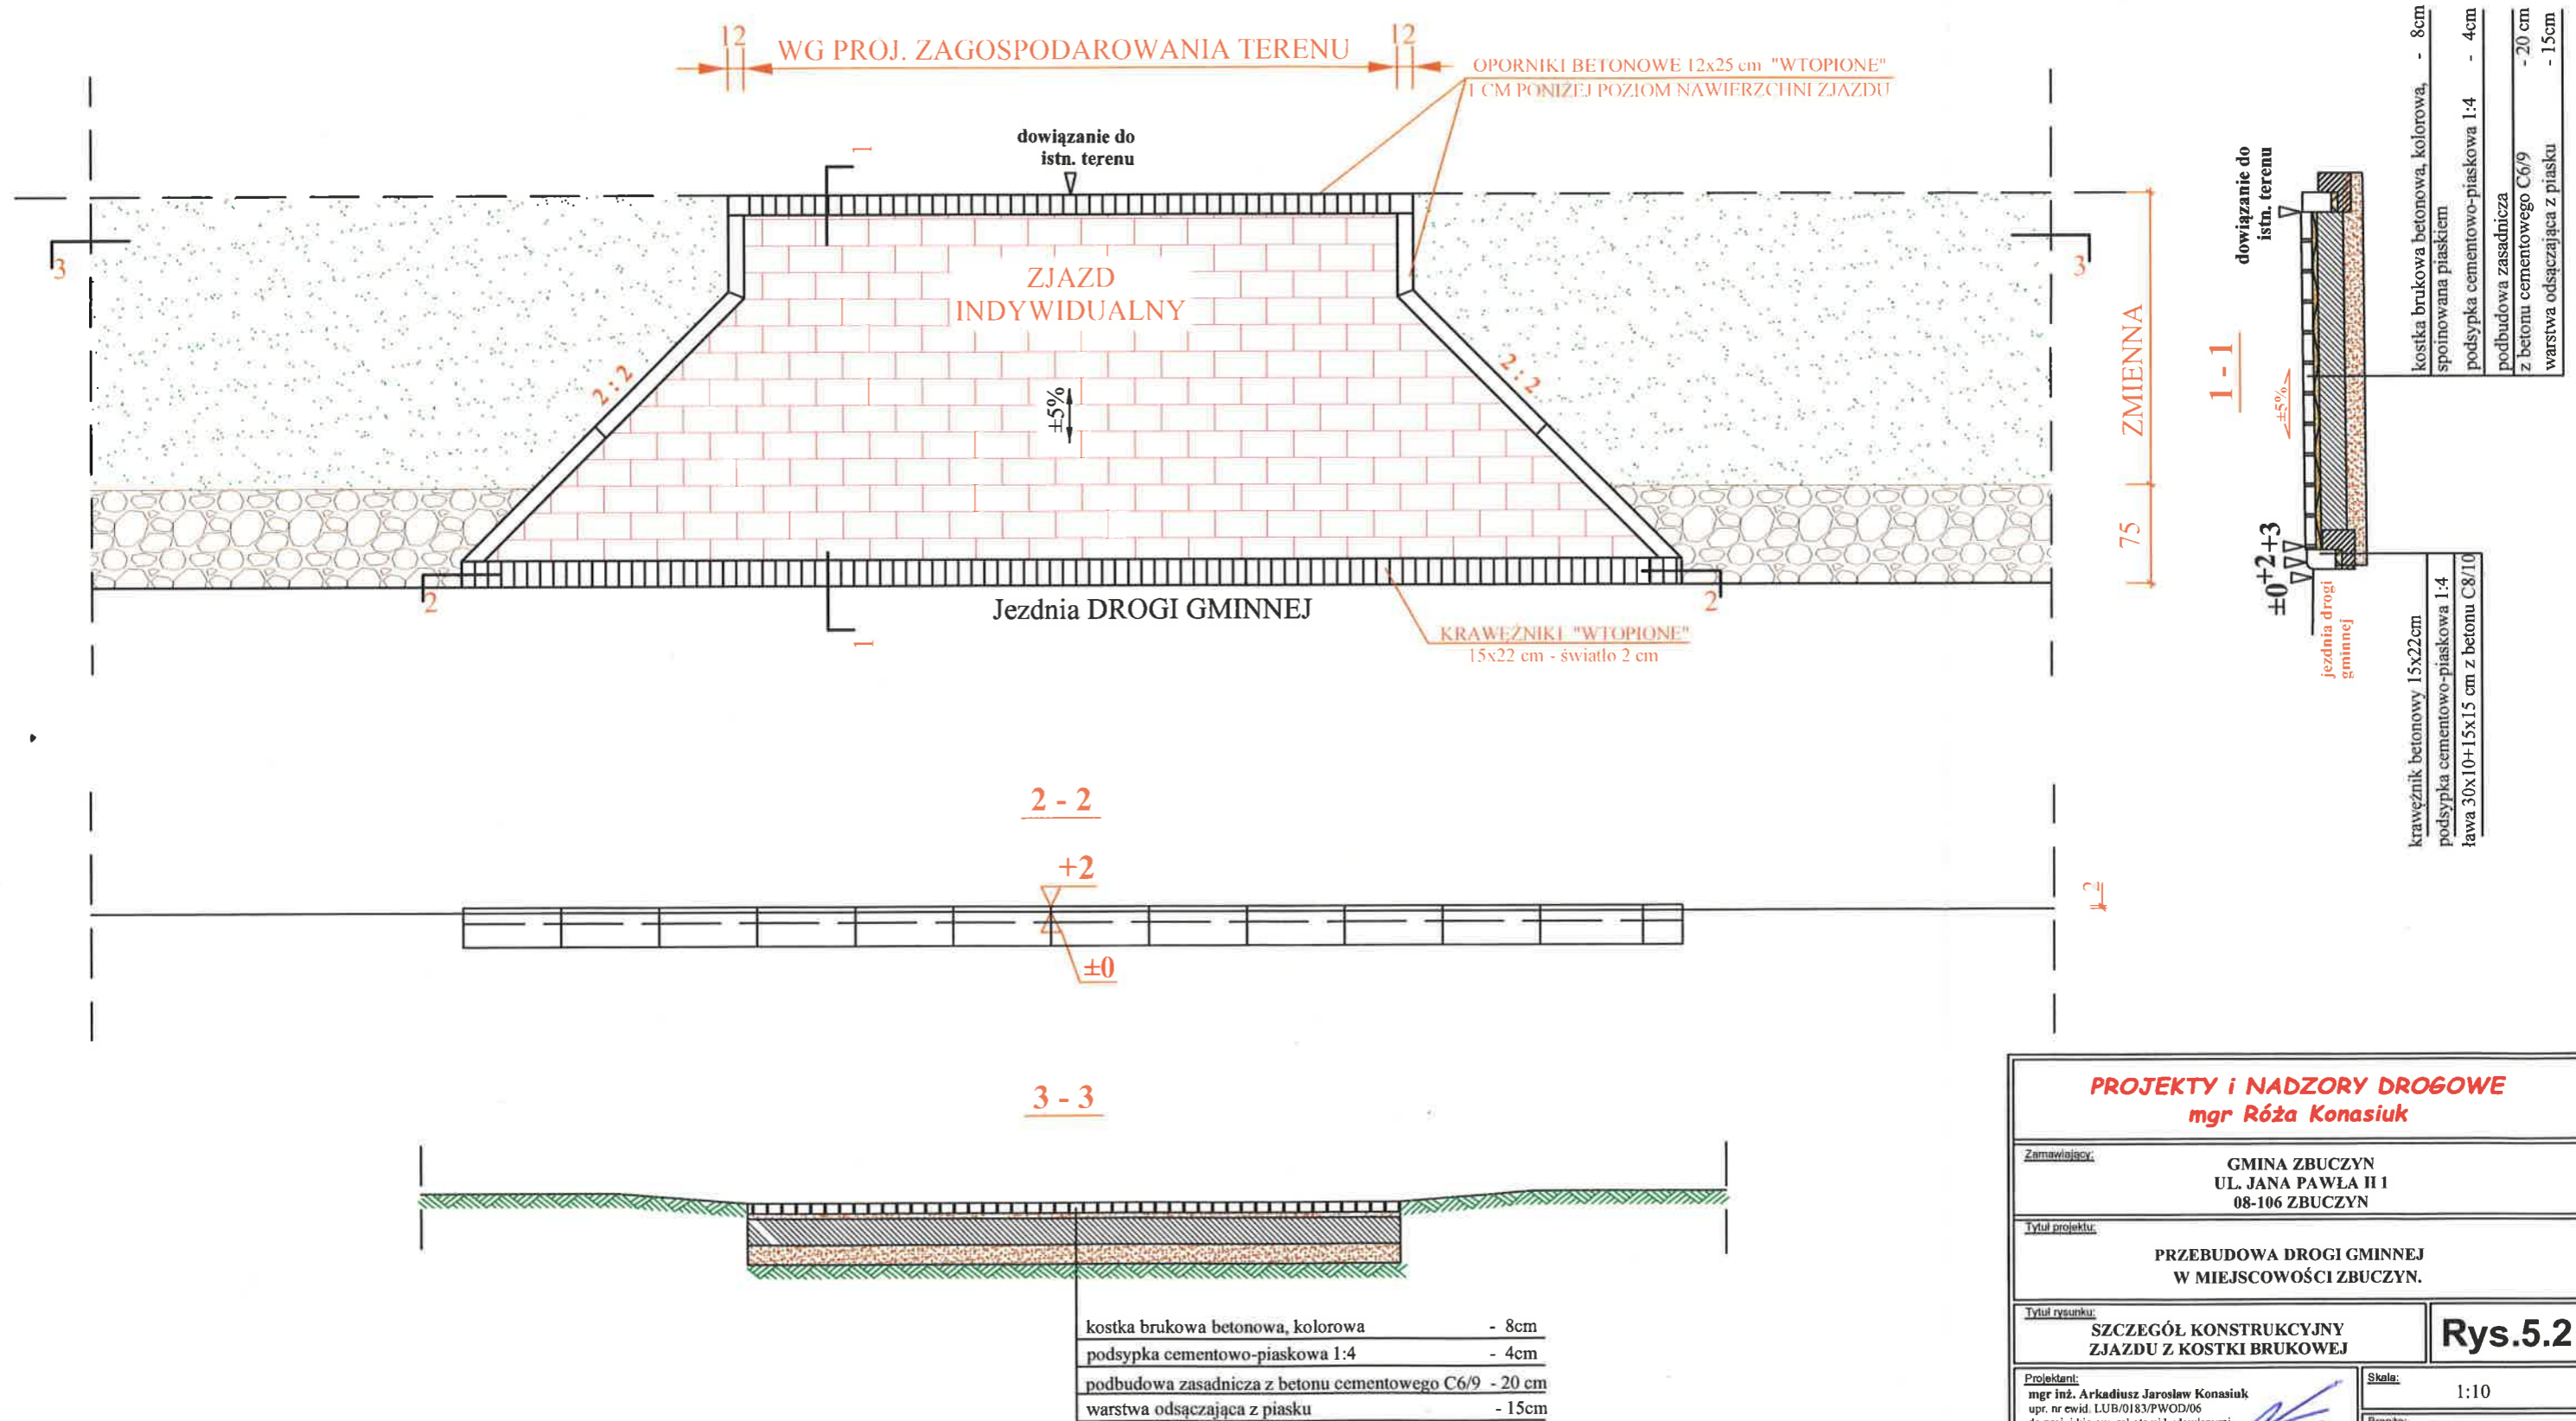 12
WG PROJ. ZAGOSPODAROWANIA TERENU
12
OPORNIKI BETONOWE 12x25 cm "WTOPIONE"
1 CM PONIŻEJ POZIOM NAWIERZCHNI ZJAZDU
dowiązanie do
istn. terenu
1
3
3
ZJAZD
INDYWIDUALNY
2:2
2:2
±5%
ZMIENNA
75
2
2
Jezdnia DROGI GMINNEJ
1
KRAWĘŻNIKI "WTOPIONE"
15x22 cm - światło 2 cm
1 - 1
dowiązanie do
istn. terenu
±5%
±0
+2
+3
jezdnia drogi
gminnej
kostka brukowa betonowa, kolorowa, - 8cm
spoinowana piaskiem
podsypka cementowo-piaskowa 1:4 - 4cm
podbudowa zasadnicza
z betonu cementowego C6/9 - 20 cm
warstwa odsączająca z piasku - 15cm
krawężnik betonowy 15x22cm
podsypka cementowo-piaskowa 1:4
ława 30x10+15x15 cm z betonu C8/10
2 - 2
+2
±0
2
3 - 3
kostka brukowa betonowa, kolorowa - 8cm
podsypka cementowo-piaskowa 1:4 - 4cm
podbudowa zasadnicza z betonu cementowego C6/9 - 20 cm
warstwa odsączająca z piasku - 15cm
PROJEKTY i NADZORY DROGOWE
mgr Róża Konasiuk
Zamawiający:
GMINA ZBUCZYN
UL. JANA PAWŁA II 1
08-106 ZBUCZYN
Tytuł projektu:
PRZEBUDOWA DROGI GMINNEJ
W MIEJSCOWOŚCI ZBUCZYN.
Tytuł rysunku:
SZCZEGÓŁ KONSTRUKCYJNY
ZJAZDU Z KOSTKI BRUKOWEJ
Rys.5.2
Projektant:
mgr inż. Arkadiusz Jarosław Konasiuk
upr. nr ewid. LUB/0183/PWOD/06
Skala:
1:10